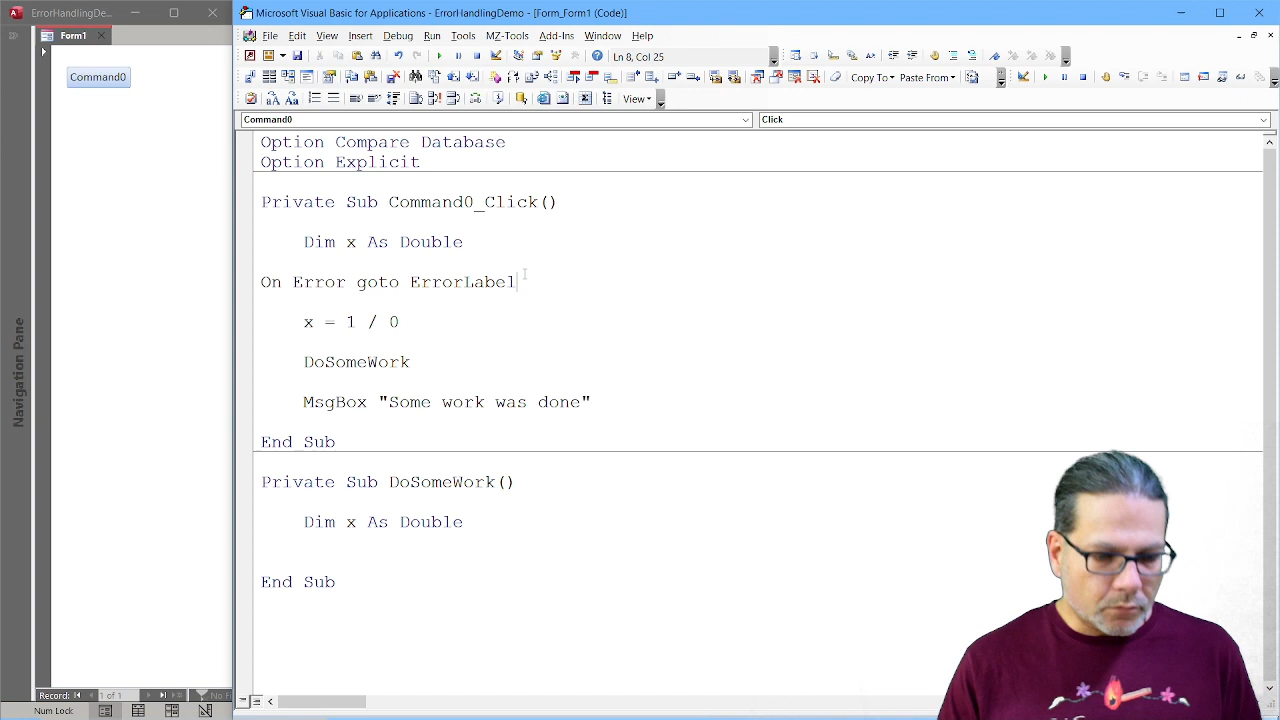 ErrorHandlingDe...
Microsoft Visual Basic for Applications - ErrorHandlingDemo - [Form_Form1 (Code)]
Form1
File Edit View Insert Debug Run Tools MZ-Tools Add-Ins Window Help
Ln 8, Col 25
Command0
Copy To Paste From
View
Command0 Click
Option Compare Database
Option Explicit
Private Sub Command0_Click()
Dim x As Double
On Error goto ErrorLabel
x = 1 / 0
DoSomeWork
MsgBox "Some work was done"
End Sub
Private Sub DoSomeWork()
Dim x As Double
End Sub
Navigation Pane
Record: 1 of 1 No Fi
Num Lock